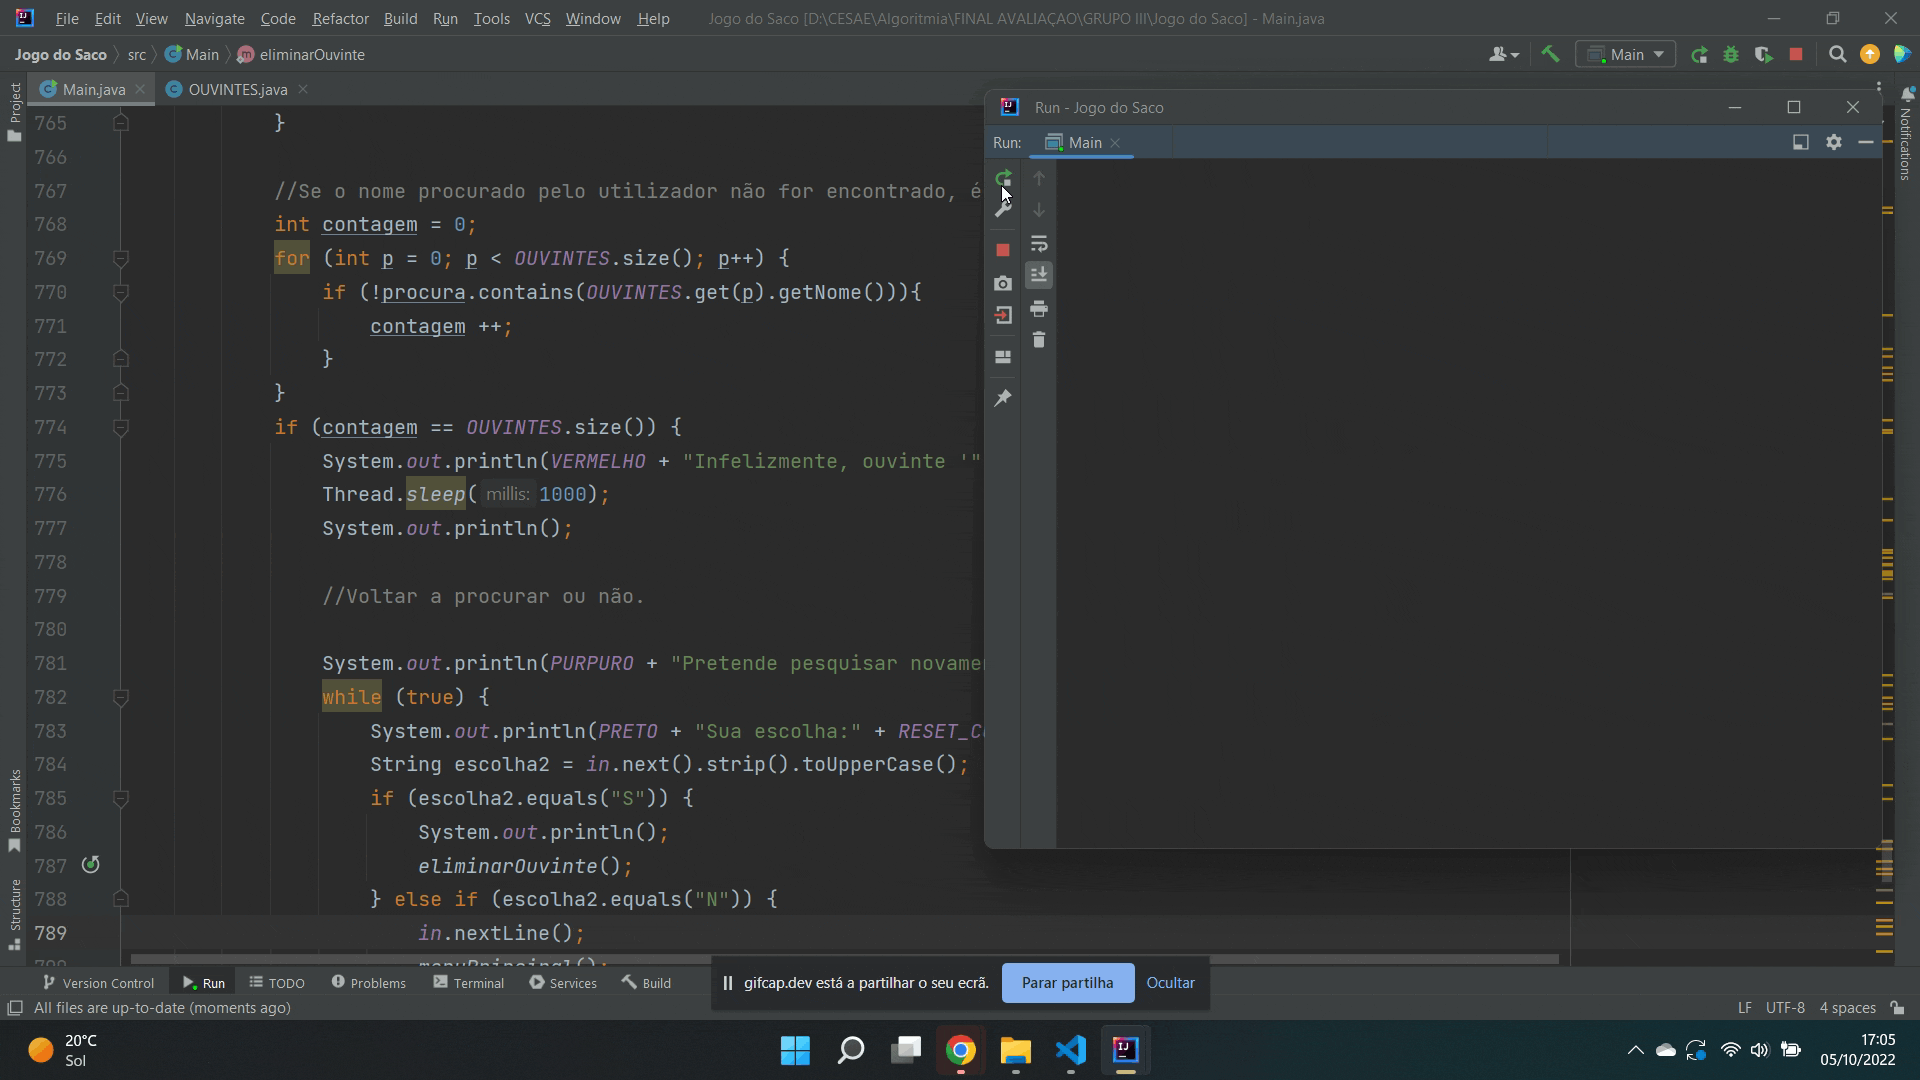 File Edit View Navigate Code Refactor Build Run Tools VCS Window Help Jogo do Saco [D:\CESAE\Algoritmia\FINAL AVALIAÇAO\GRUPO III\Jogo do Saco] - Main.java
Jogo do Saco src Main eliminarOuvinte Main
Main.java OUVINTES.java
Project
Notifications
Bookmarks
Structure
Run - Jogo do Saco
Run: Main
765 }
766
767 //Se o nome procurado pelo utilizador não for encontrado, é
768 int contagem = 0;
769 for (int p = 0; p < OUVINTES.size(); p++) {
770 if (!procura.contains(OUVINTES.get(p).getNome())){
771 contagem ++;
772 }
773 }
774 if (contagem == OUVINTES.size()) {
775 System.out.println(VERMELHO + "Infelizmente, ouvinte '"
776 Thread.sleep( millis: 1000);
777 System.out.println();
778
779 //Voltar a procurar ou não.
780
781 System.out.println(PURPURO + "Pretende pesquisar novame
782 while (true) {
783 System.out.println(PRETO + "Sua escolha:" + RESET_C
784 String escolha2 = in.next().strip().toUpperCase();
785 if (escolha2.equals("S")) {
786 System.out.println();
787 eliminarOuvinte();
788 } else if (escolha2.equals("N")) {
789 in.nextLine();
Version Control Run TODO Problems Terminal Services Build
gifcap.dev está a partilhar o seu ecrã. Parar partilha Ocultar
All files are up-to-date (moments ago) LF UTF-8 4 spaces
20°C
Sol
17:05
05/10/2022